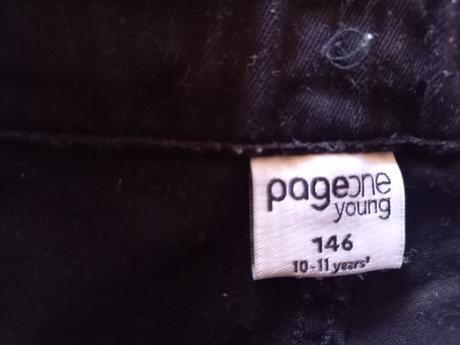 pageone
young
146
10-11 years'